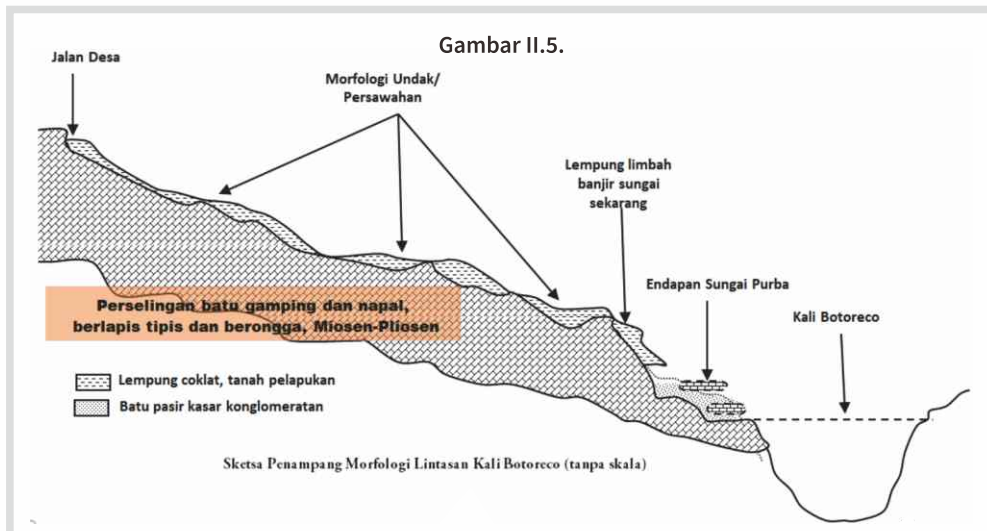 Gambar II.5.
Jalan Desa
Morfologi Undak/
Persawahan
Lempung limbah
banjir sungai
sekarang
Endapan Sungai Purba
Kali Botoreco
Perselingan batu gamping dan napal,
berlapis tipis dan berongga, Miosen-Pliosen
Lempung coklat, tanah pelapukan
Batu pasir kasar konglomeratan
Sketsa Penampang Morfologi Lintasan Kali Botoreco (tanpa skala)